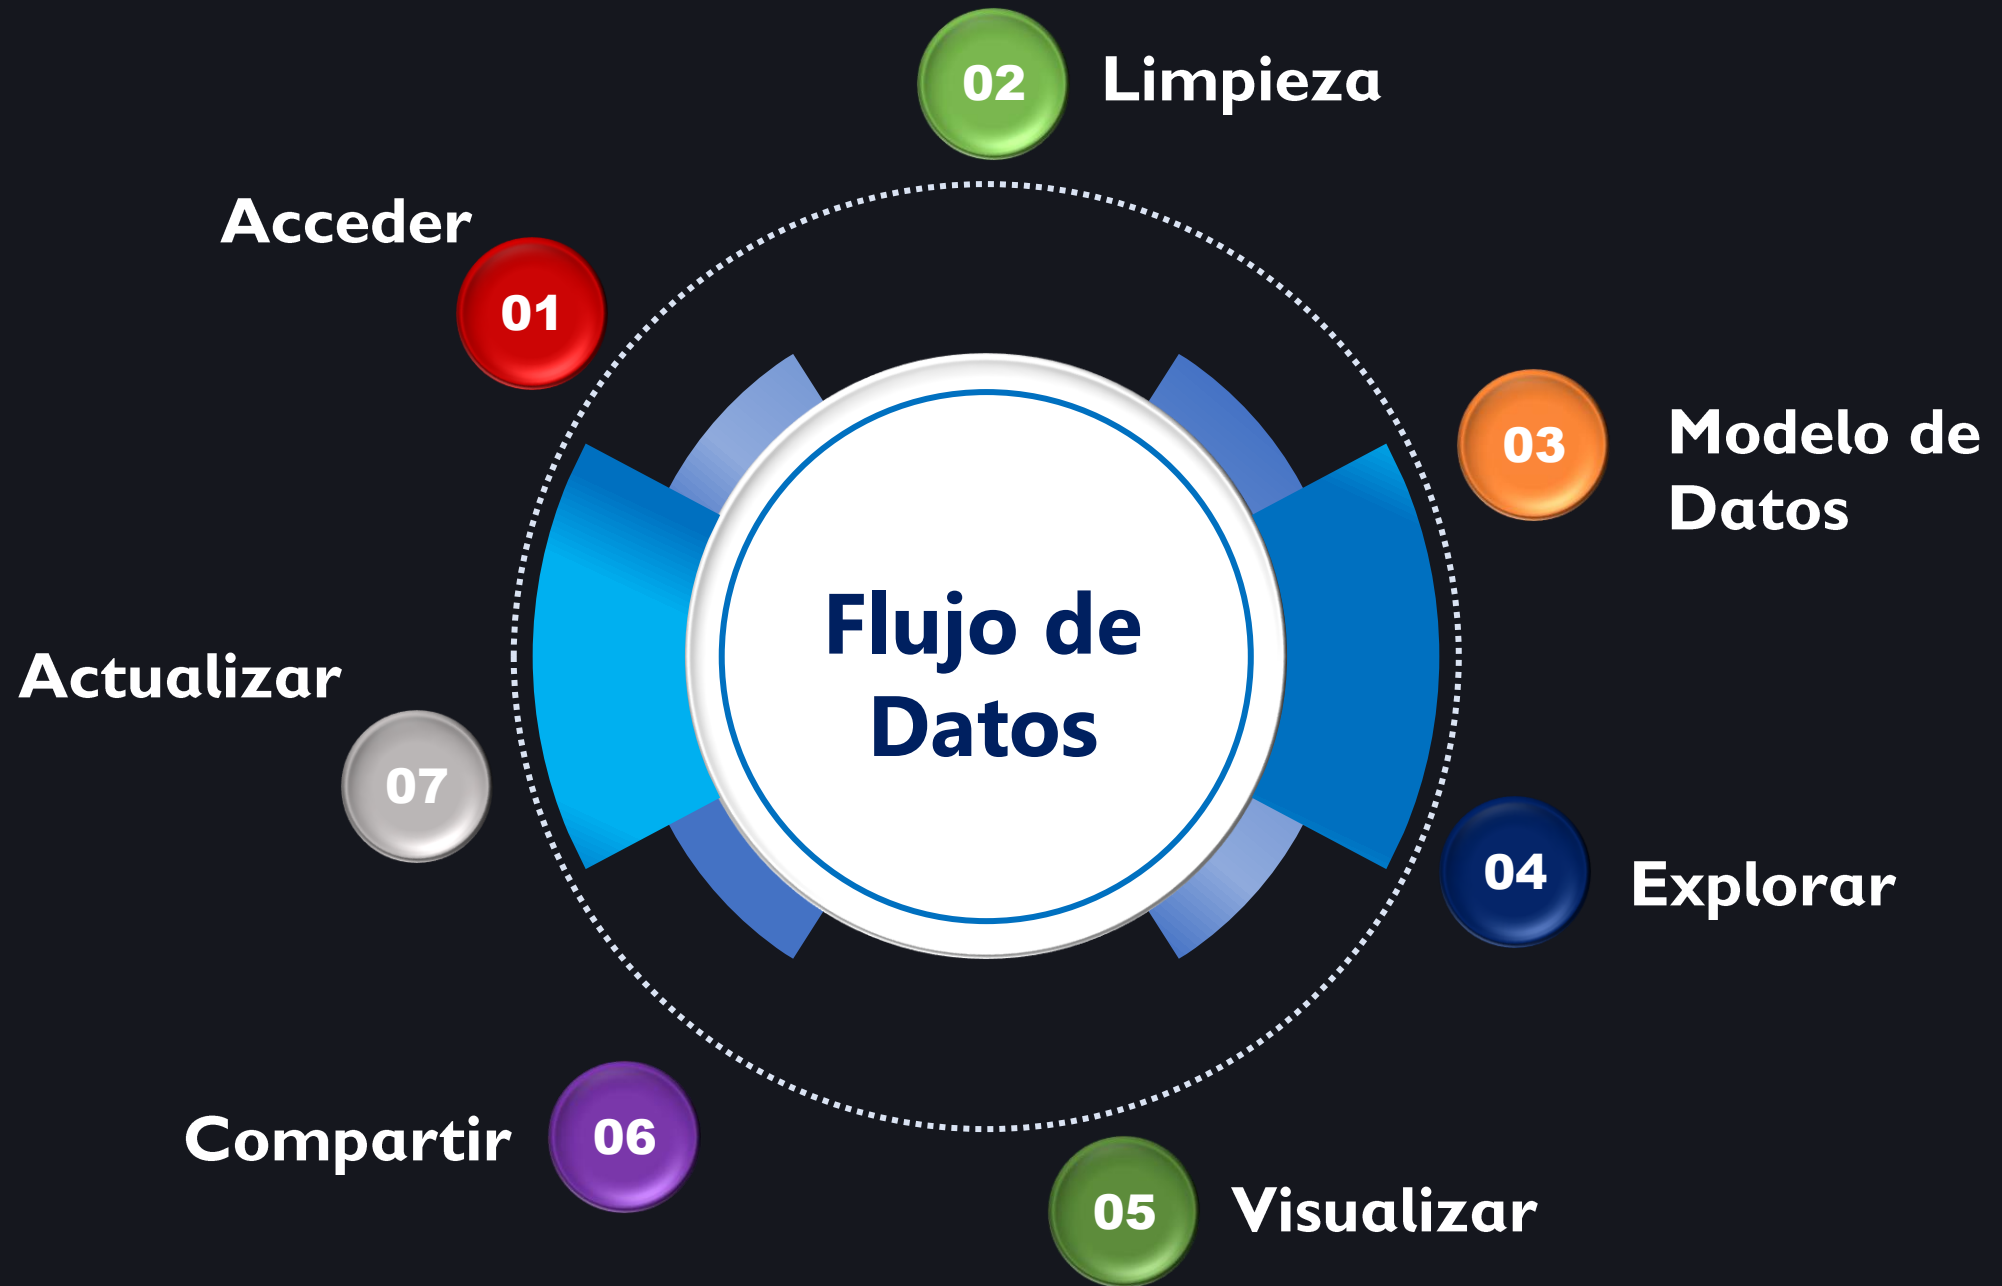 02
Limpieza
Acceder
01
03
Modelo de
Datos
Flujo de
Datos
Actualizar
07
04
Explorar
Compartir
06
05
Visualizar